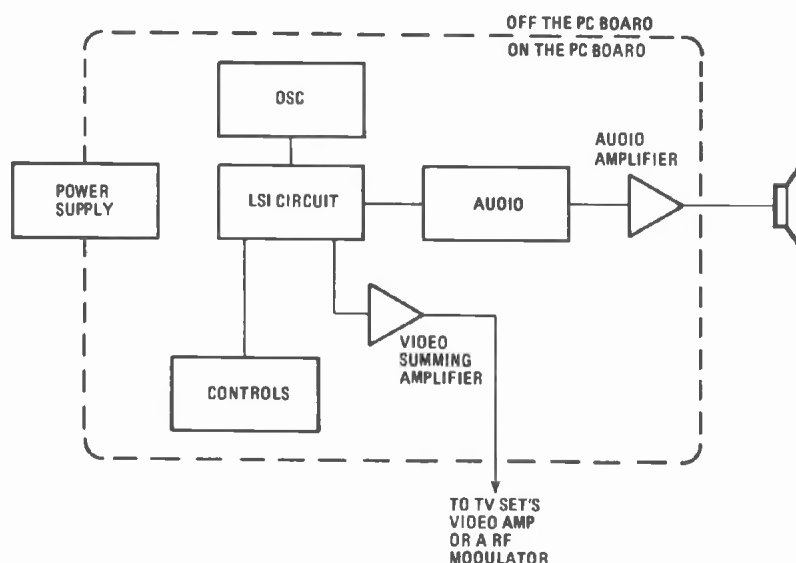 OFF THE PC BOARD
ON THE PC BOARD
OSC
POWER
SUPPLY
LSI CIRCUIT
AUDIO
AUDIO
AMPLIFIER
VIDEO
SUMMING
AMPLIFIER
CONTROLS
TO TV SET'S
VIDEO AMP
OR A RF
MODULATOR